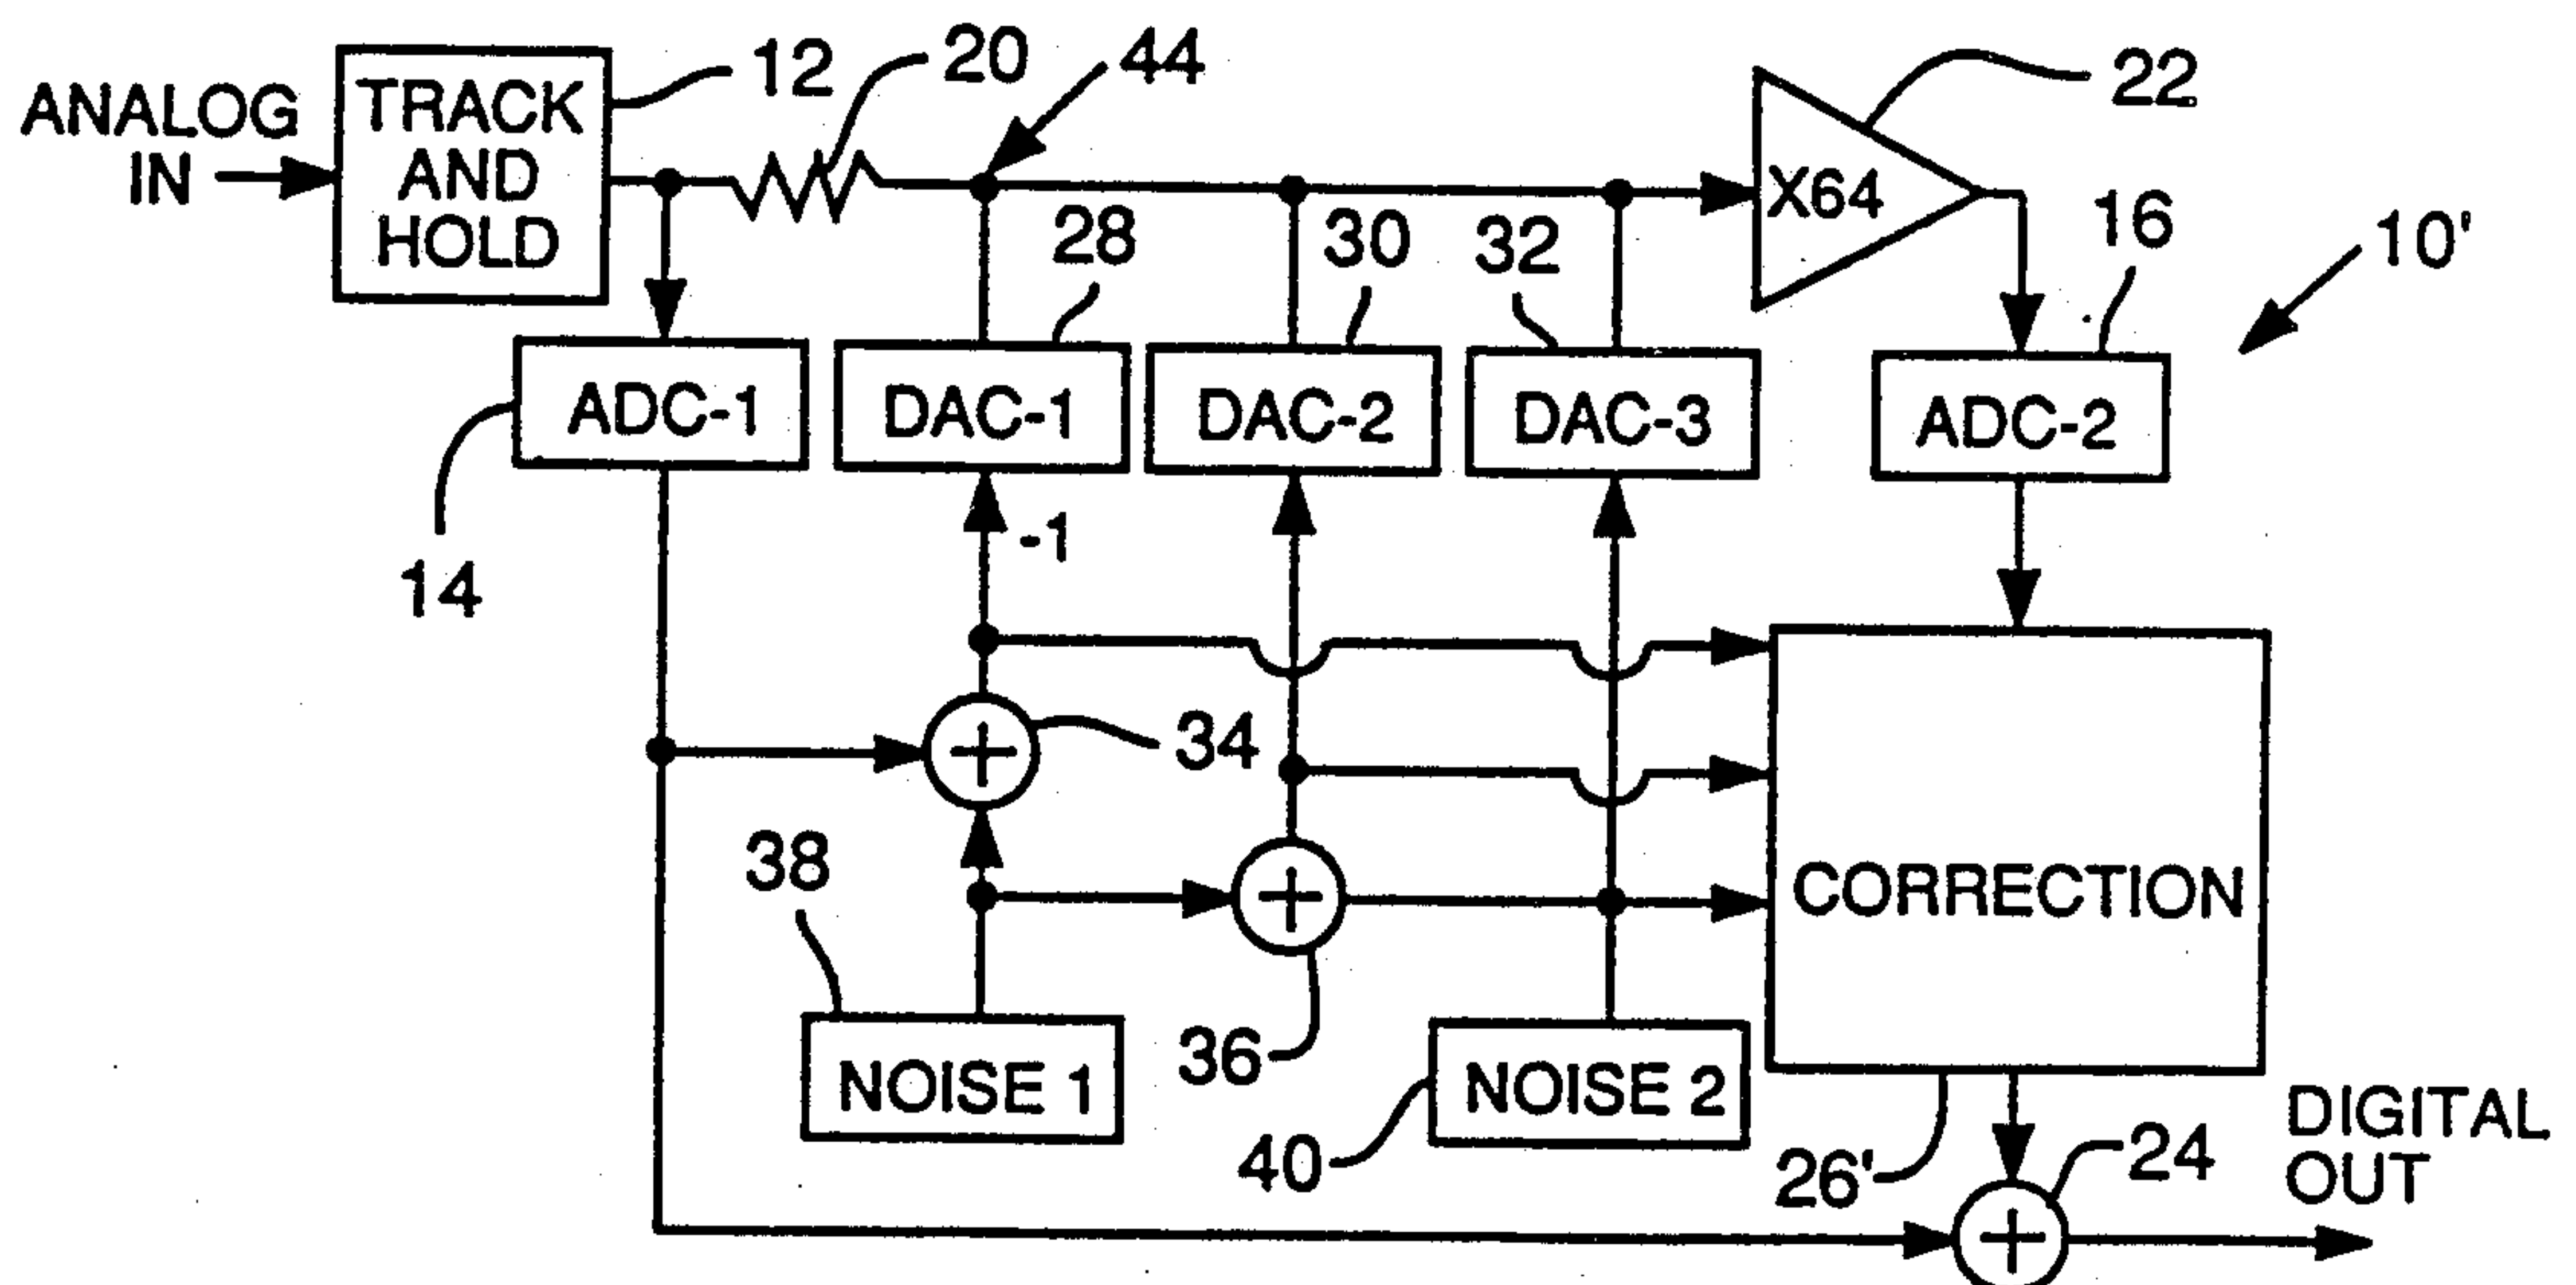 12
20
44
22
ANALOG
IN
TRACK
AND
HOLD
X64
28
30
32
16
10'
ADC-1
DAC-1
DAC-2
DAC-3
ADC-2
-1
14
+
34
38
+
CORRECTION
36
NOISE 1
NOISE 2
40
26'
24
DIGITAL
OUT
+